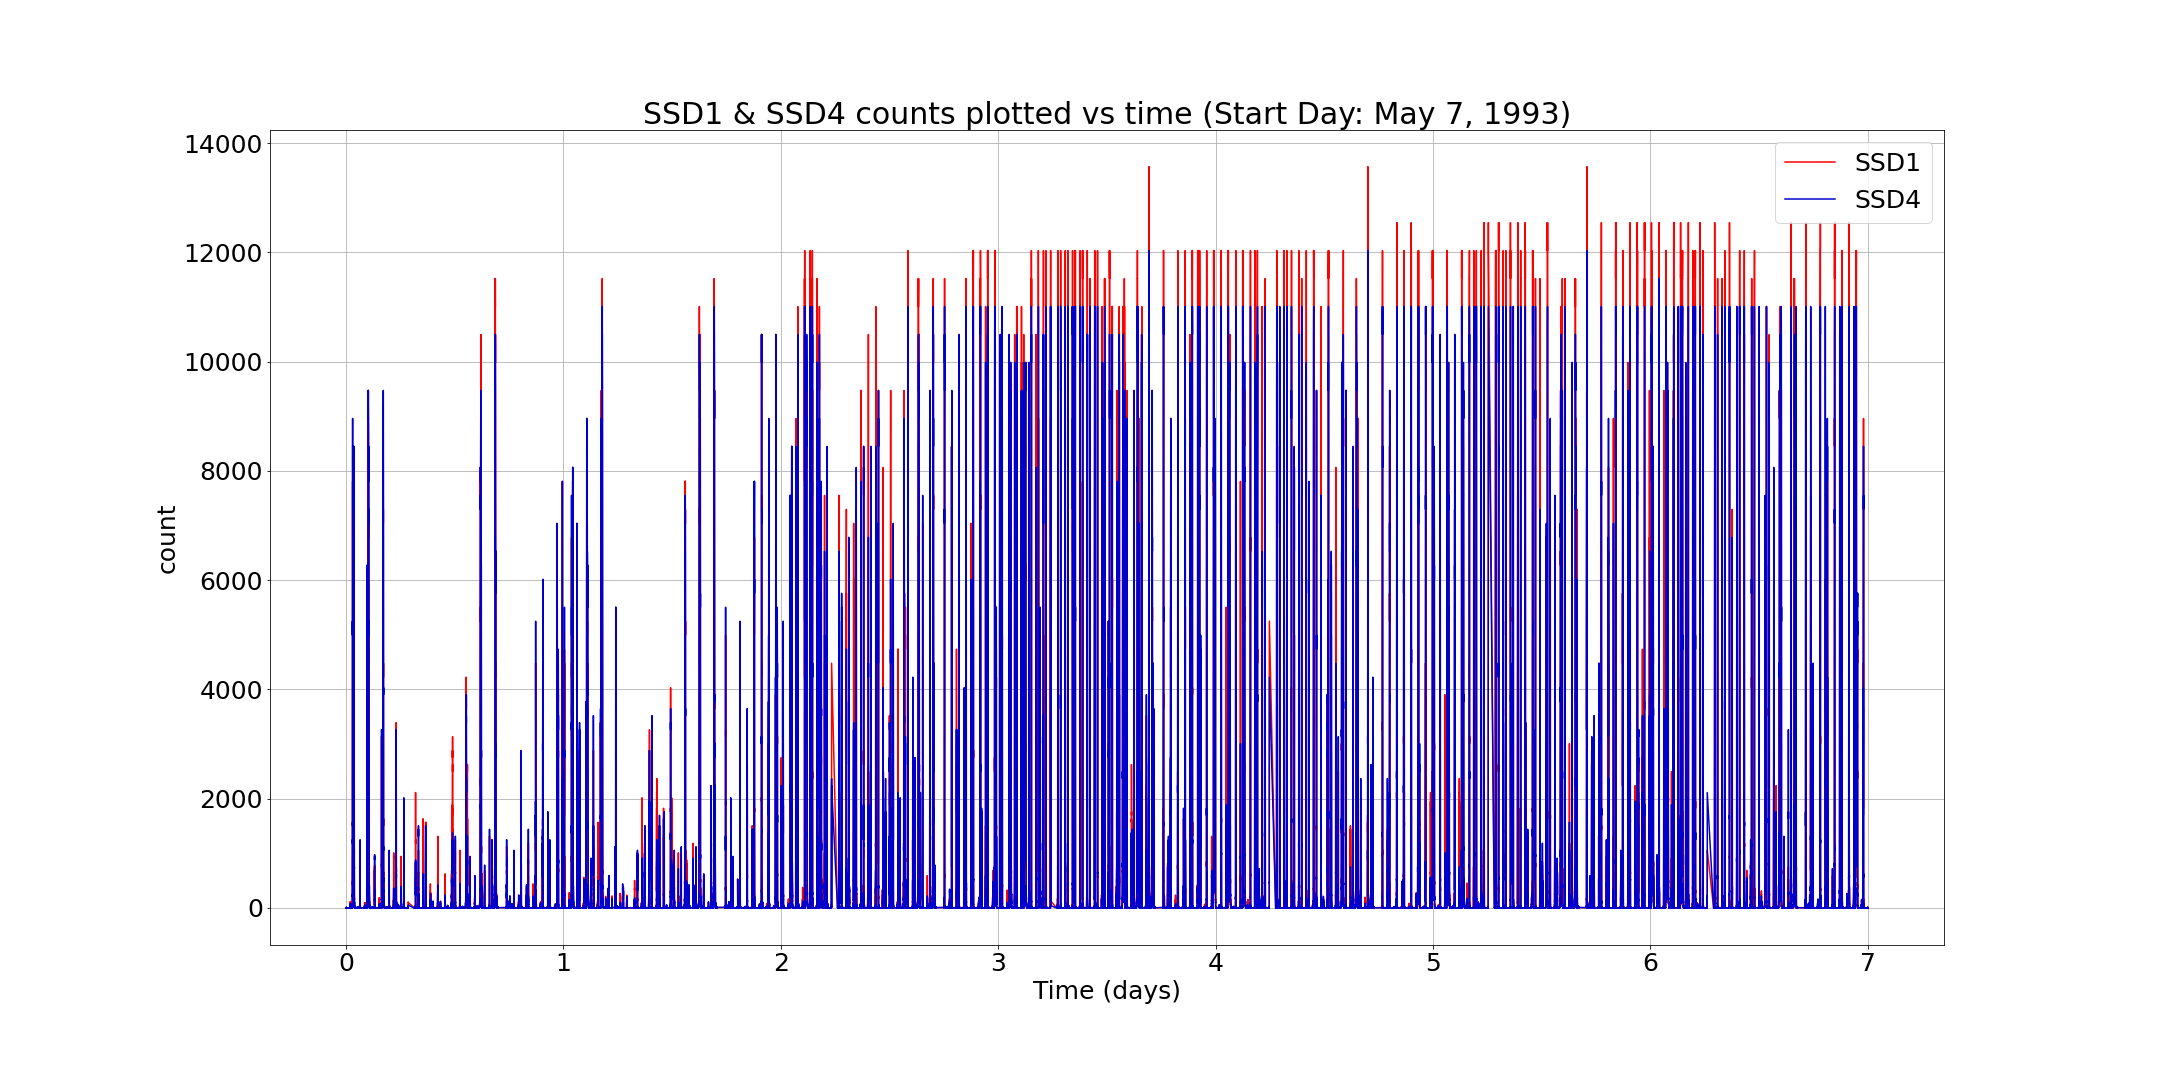 SSD1 & SSD4 counts plotted vs time (Start Day: May 7, 1993)
14000
12000
10000
8000
6000
4000
2000
0
count
SSD1
SSD4
0 1 2 3 4 5 6 7
Time (days)